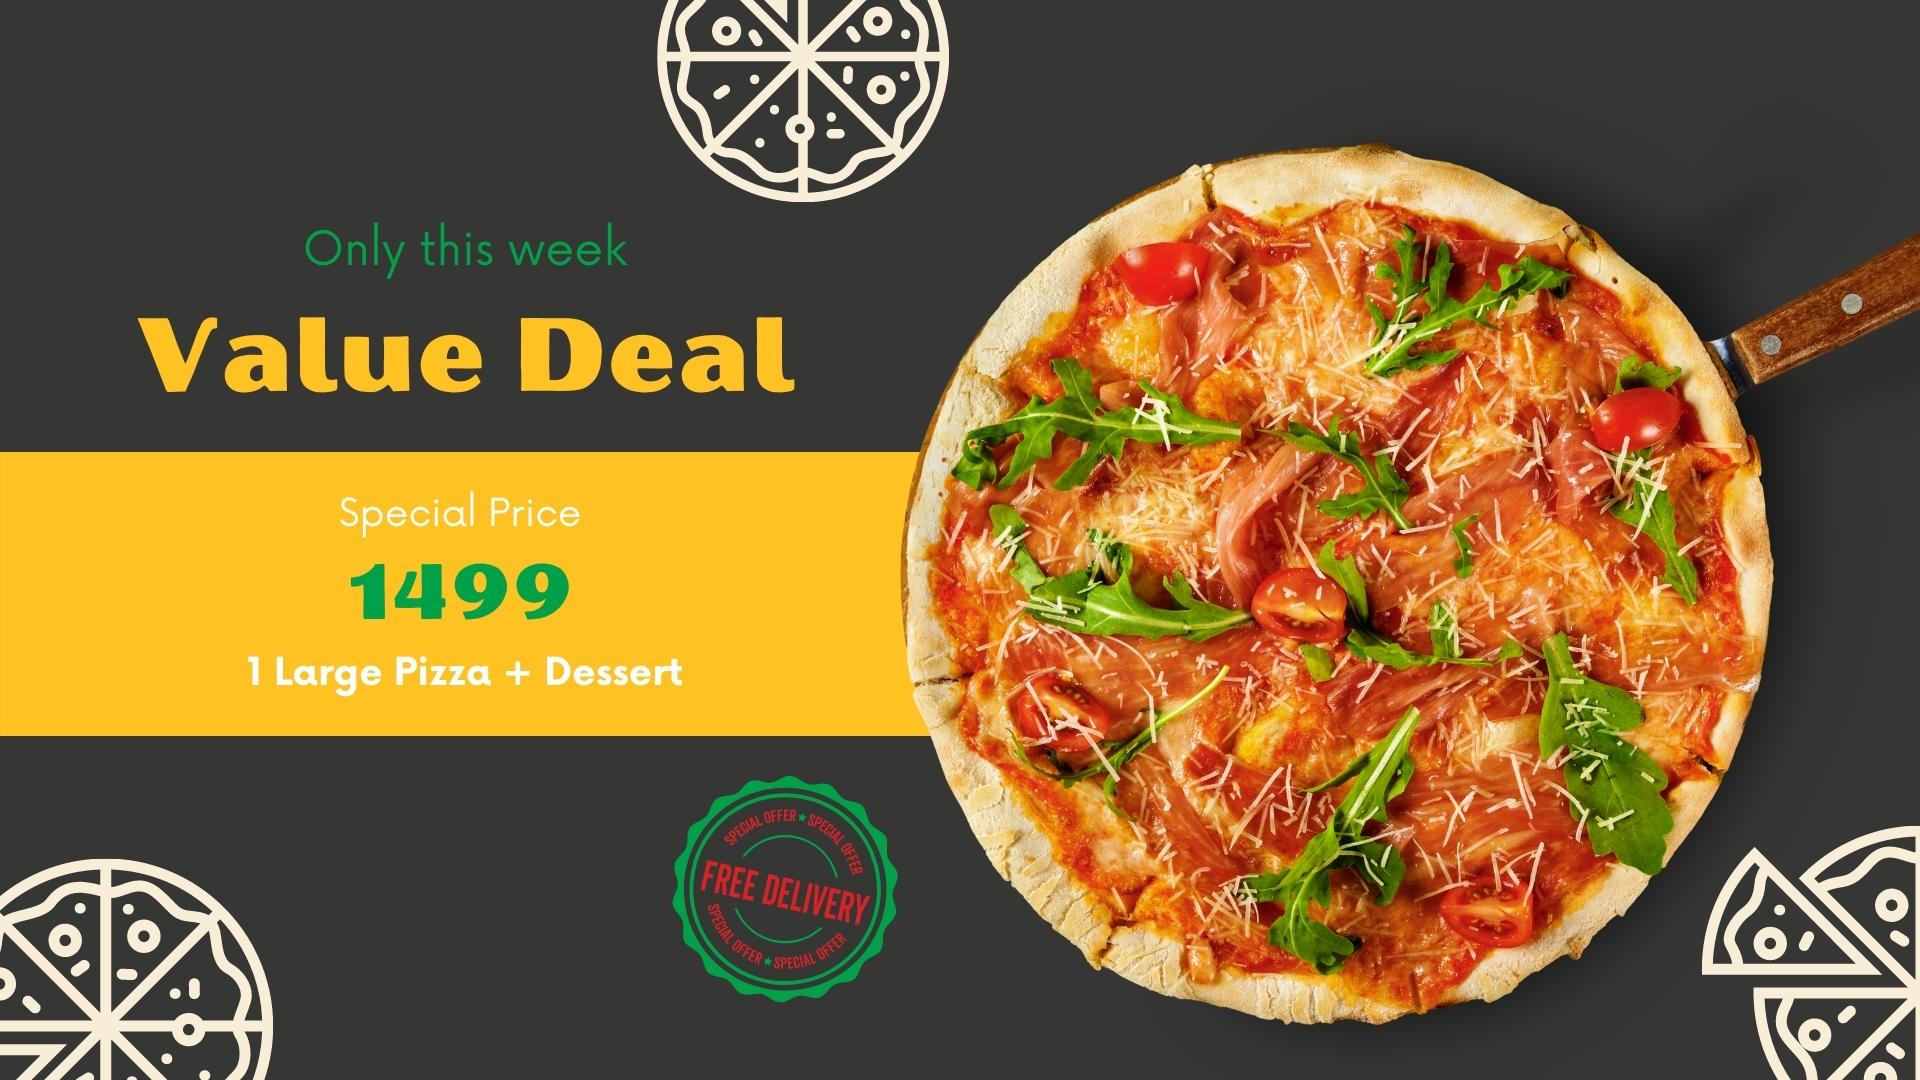 Only this week
Value Deal
Special Price
1499
1 Large Pizza + Dessert
SPECIAL OFFER ★ SPECIAL OFFER
FREE DELIVERY
SPECIAL OFFER ★ SPECIAL OFFER